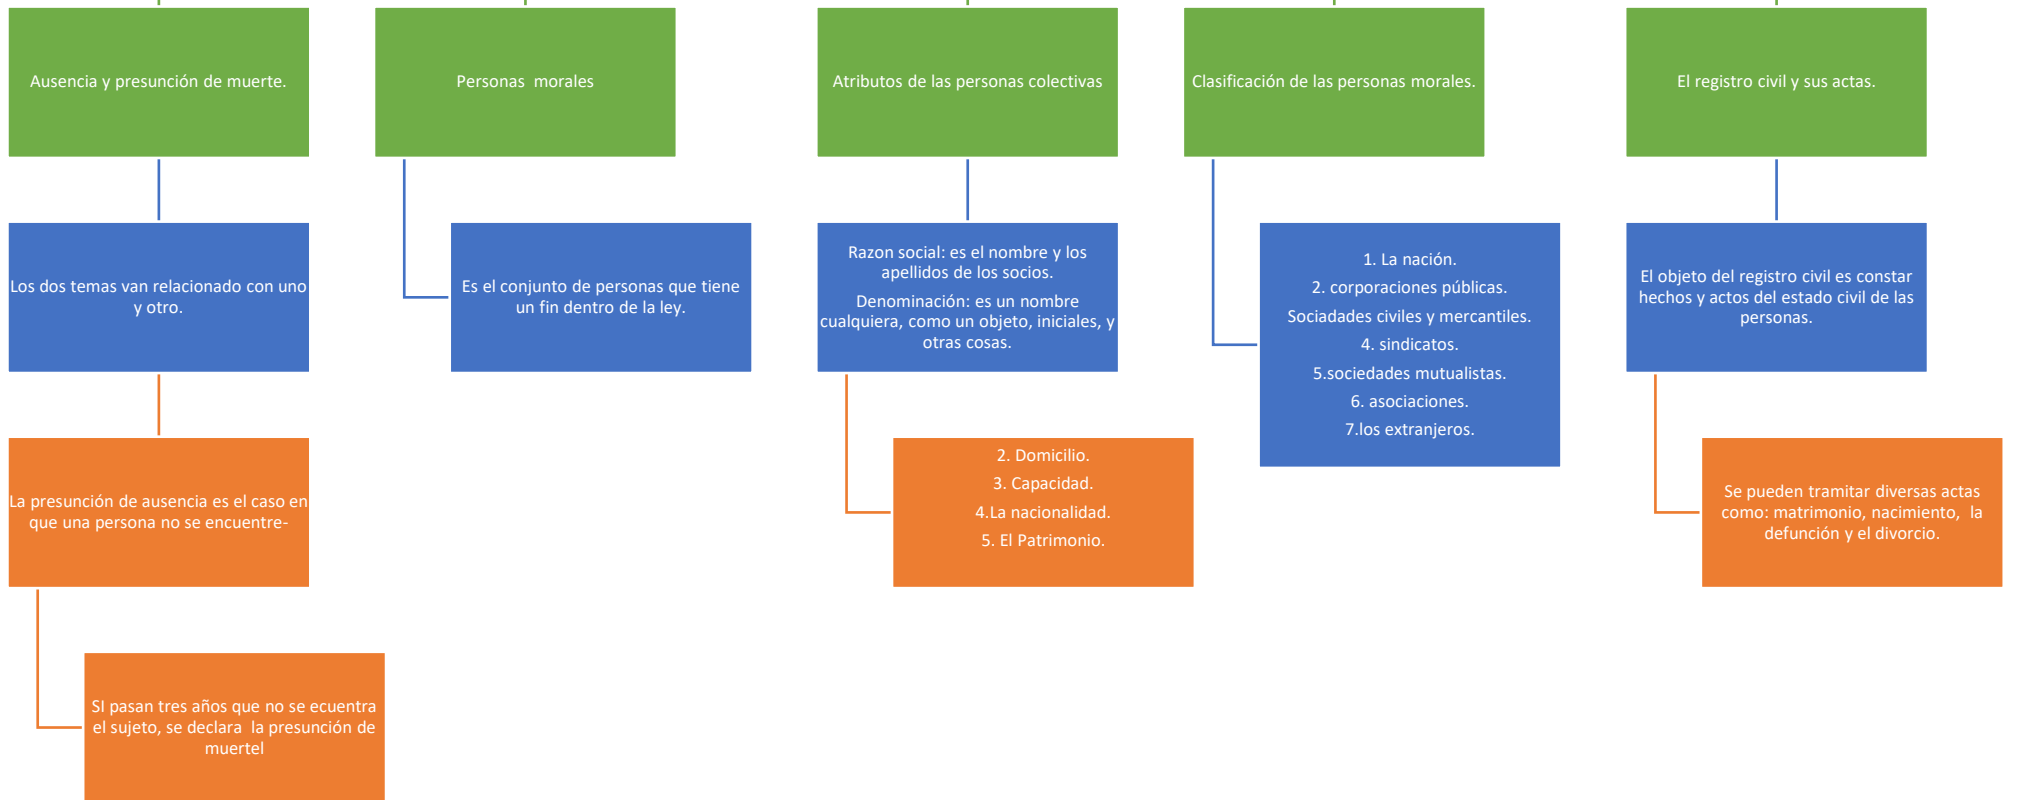 Ausencia y presunción de muerte.
Personas  morales
Atributos de las personas colectivas
Clasificación de las personas morales.
El registro civil y sus actas.
Los dos temas van relacionado con uno
y otro.
Es el conjunto de personas que tiene
un fin dentro de la ley.
Razon social: es el nombre y los
apellidos de los socios.
Denominación: es un nombre
cualquiera, como un objeto, iniciales, y
otras cosas.
1. La nación.
2. corporaciones públicas.
Sociadades civiles y mercantiles.
4. sindicatos.
5.sociedades mutualistas.
6. asociaciones.
7.los extranjeros.
El objeto del registro civil es constar
hechos y actos del estado civil de las
personas.
La presunción de ausencia es el caso en
que una persona no se encuentre-
2. Domicilio.
3. Capacidad.
4.La nacionalidad.
5. El Patrimonio.
Se pueden tramitar diversas actas
como: matrimonio, nacimiento,  la
defunción y el divorcio.
SI pasan tres años que no se ecuentra
el sujeto, se declara  la presunción de
muertel